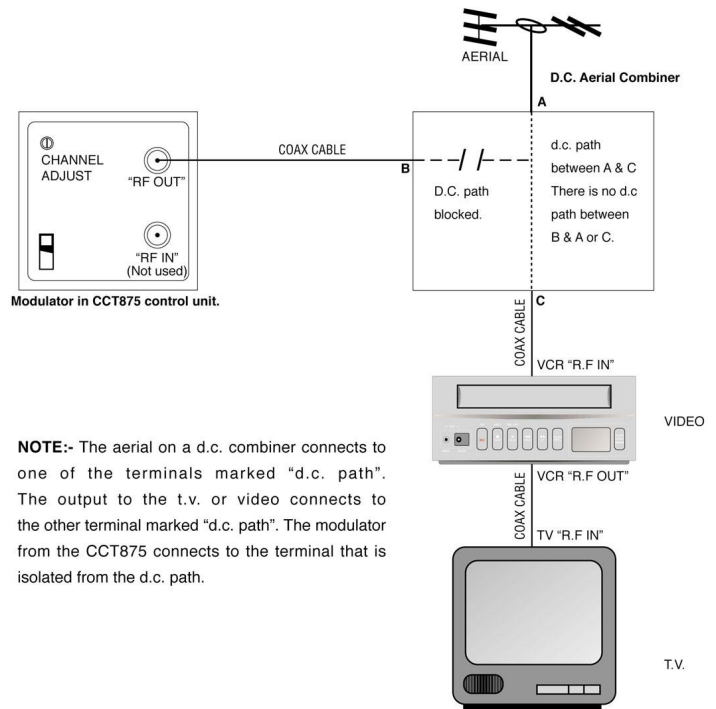 AERIAL
D.C. Aerial Combiner
A
CHANNEL
ADJUST
"RF OUT"
COAX CABLE
B
D.C. path
blocked.
d.c. path
between A & C
There is no d.c
path between
B & A or C.
"RF IN"
(Not used)
Modulator in CCT875 control unit.
C
COAX CABLE
VCR "R.F IN"
VIDEO
NOTE:- The aerial on a d.c. combiner connects to
one of the terminals marked "d.c. path".
The output to the t.v. or video connects to
the other terminal marked "d.c. path". The modulator
from the CCT875 connects to the terminal that is
isolated from the d.c. path.
VCR "R.F OUT"
COAX CABLE
TV "R.F IN"
T.V.